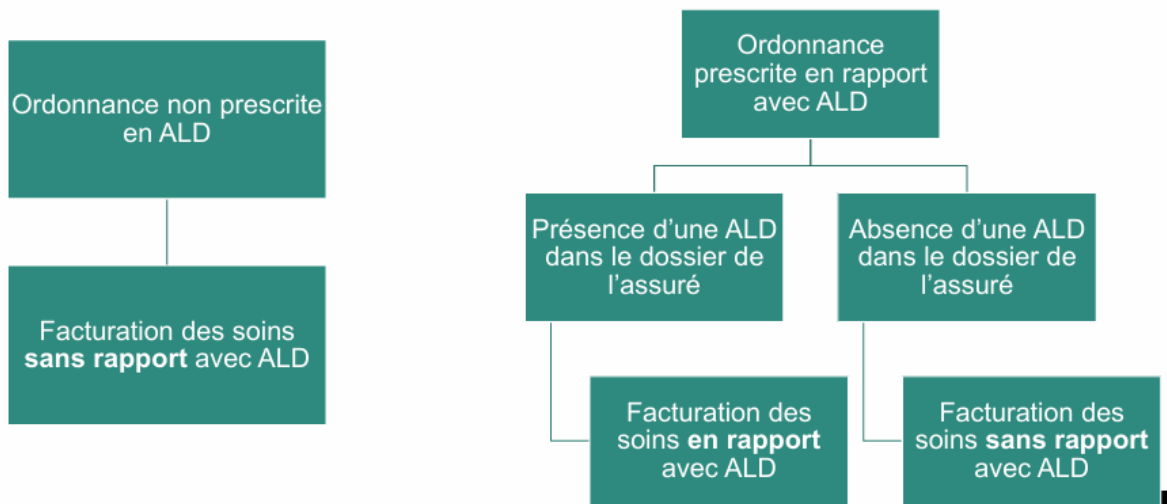 Ordonnance non prescrite
en ALD
Facturation des soins
sans rapport avec ALD
Ordonnance
prescrite en rapport
avec ALD
Présence d'une ALD
dans le dossier de
l'assuré
Absence d'une ALD
dans le dossier de
l'assuré
Facturation des
soins en rapport
avec ALD
Facturation des
soins sans rapport
avec ALD